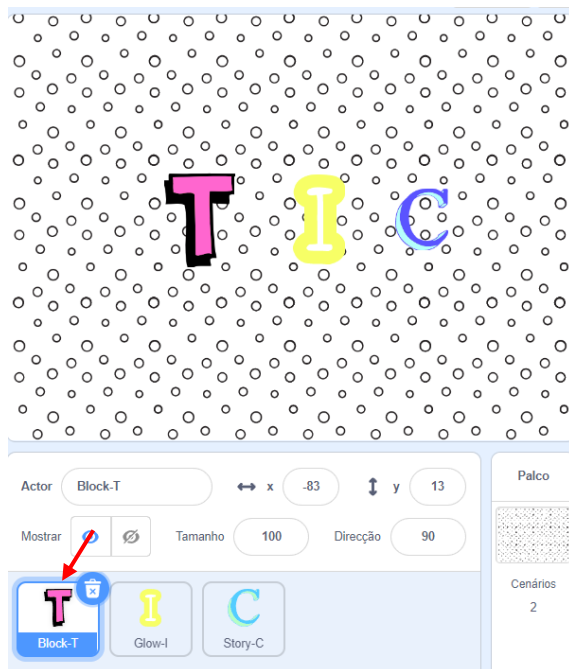 T I C
Actor Block-T x -83 y 13
Mostrar Tamanho 100 Direcção 90
Palco
Cenários
2
T I C
Block-T Glow-I Story-C